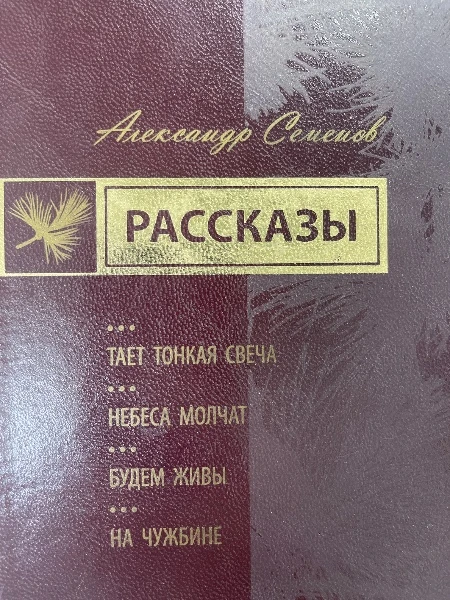 Александр Семенов
РАССКАЗЫ
•••
ТАЕТ ТОНКАЯ СВЕЧА
•••
НЕБЕСА МОЛЧАТ
•••
БУДЕМ ЖИВЫ
•••
НА ЧУЖБИНЕ